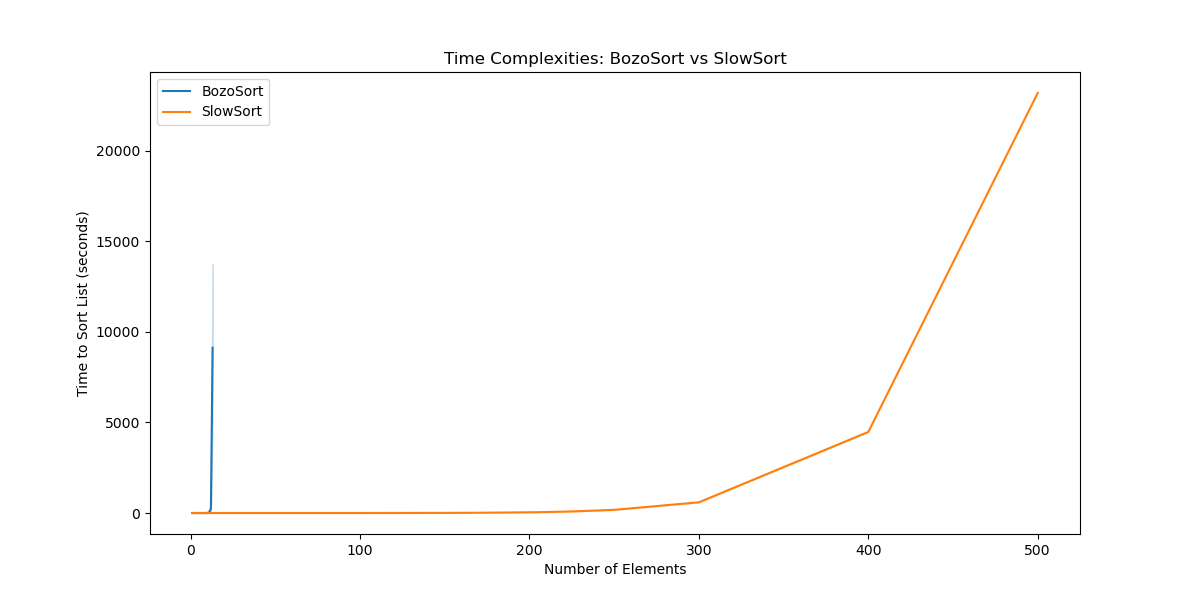 Time Complexities: BozoSort vs SlowSort
BozoSort
SlowSort
20000
15000
10000
5000
0
Time to Sort List (seconds)
0 100 200 300 400 500
Number of Elements